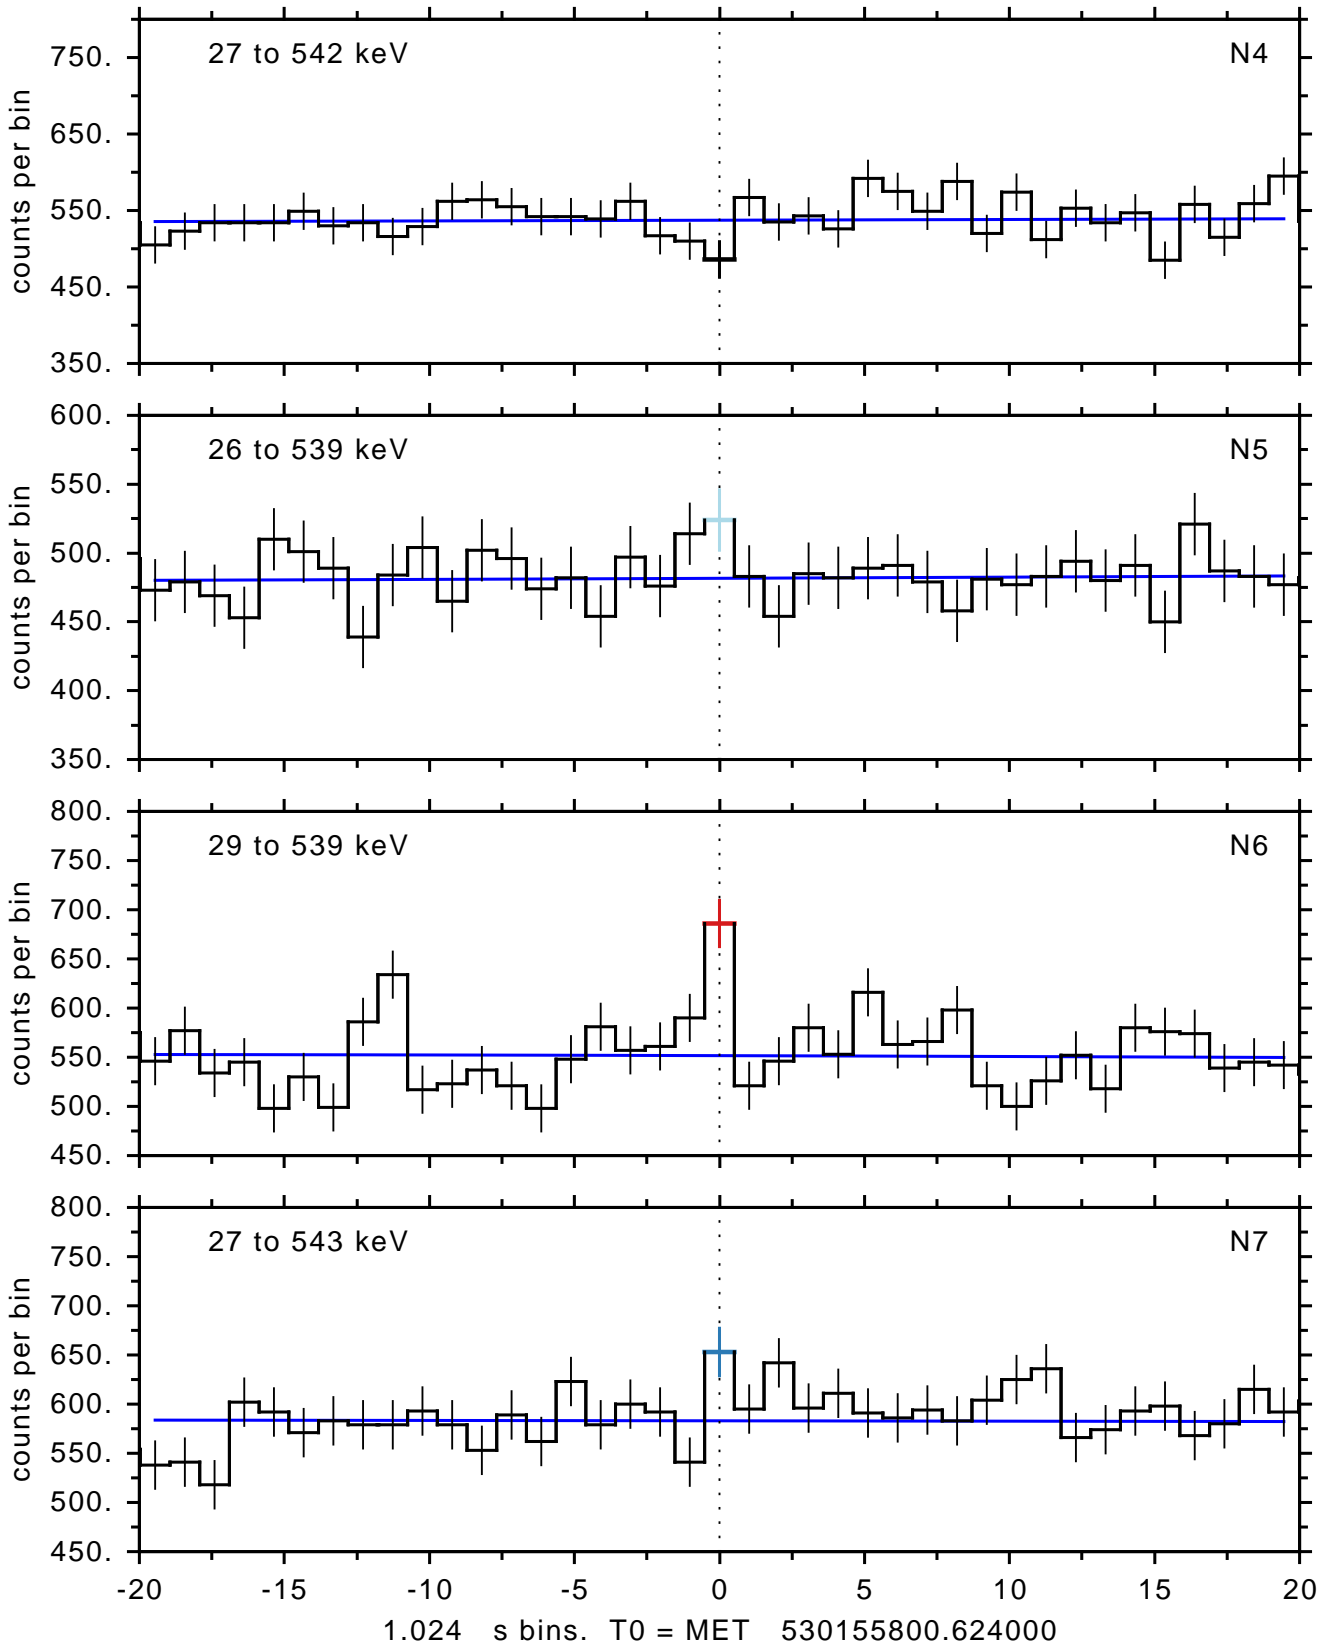 27 to 542 keV N4
750.
650.
550.
450.
350.
counts per bin
26 to 539 keV N5
600.
550.
500.
450.
400.
350.
counts per bin
29 to 539 keV N6
800.
750.
700.
650.
600.
550.
500.
450.
counts per bin
27 to 543 keV N7
800.
750.
700.
650.
600.
550.
500.
450.
counts per bin
-20 -15 -10 -5 0 5 10 15 20
1.024 s bins. T0 = MET 530155800.624000